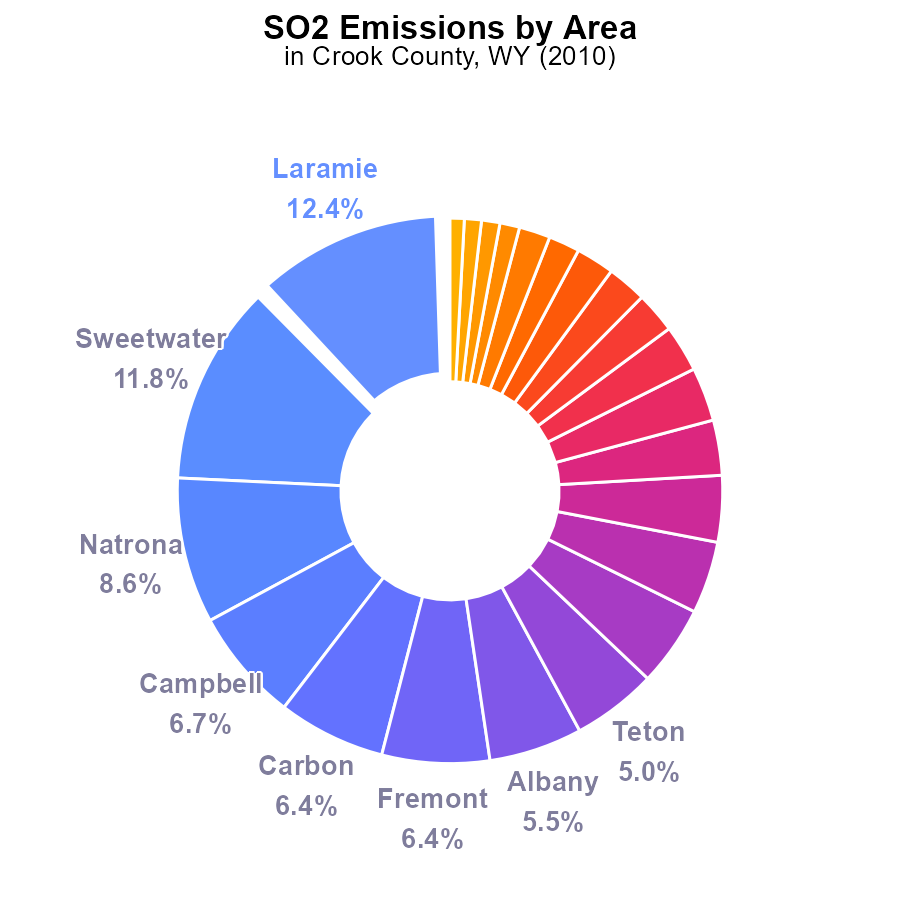 SO2 Emissions by Area
in Crook County, WY (2010)
Laramie
12.4%
Sweetwater
11.8%
Natrona
8.6%
Campbell
6.7%
Carbon
6.4%
Fremont
6.4%
Albany
5.5%
Teton
5.0%